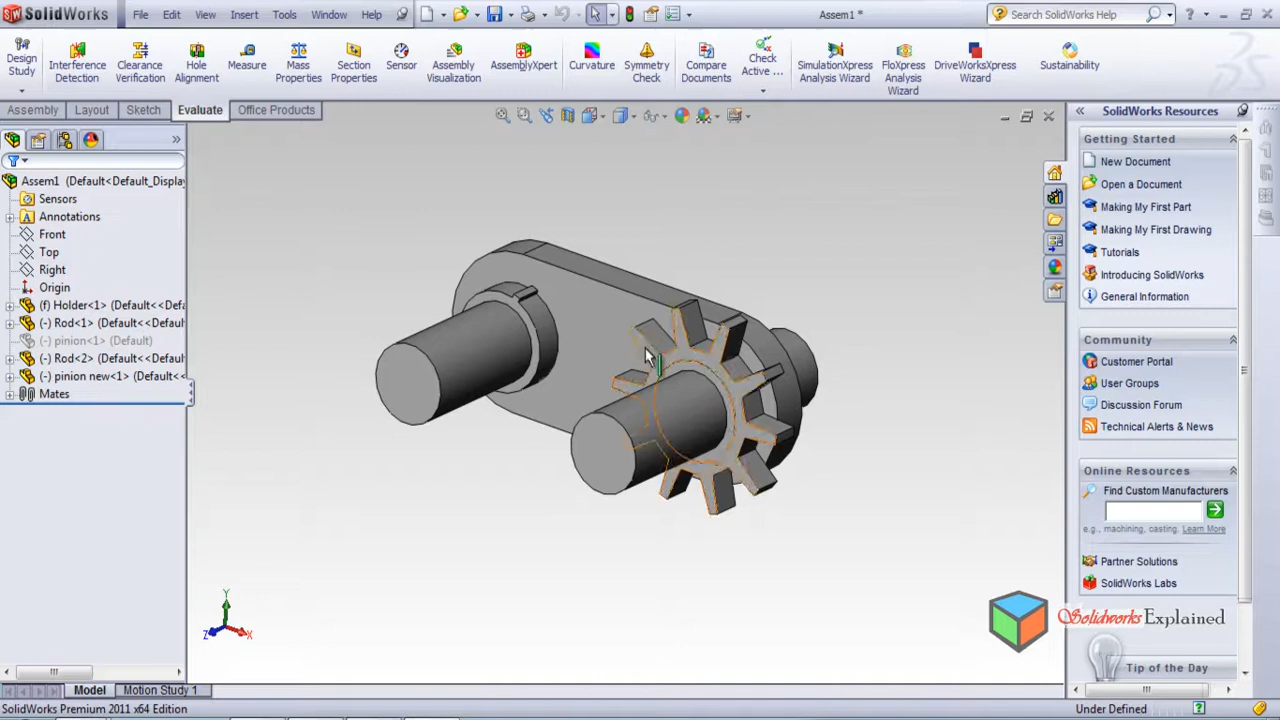 SolidWorks File Edit View Insert Tools Window Help Assem1 * Search SolidWorks Help
Design Study
Interference Detection
Clearance Verification
Hole Alignment
Measure
Mass Properties
Section Properties
Sensor
Assembly Visualization
AssemblyXpert
Curvature
Symmetry Check
Compare Documents
Check Active ...
SimulationXpress Analysis Wizard
FloXpress Analysis Wizard
DriveWorksXpress Wizard
Sustainability
Assembly Layout Sketch Evaluate Office Products
Assem1 (Default<Default_Display
Sensors
Annotations
Front
Top
Right
Origin
(f) Holder<1> (Default<<Defa
(-) Rod<1> (Default<<Default
(-) pinion<1> (Default)
(-) Rod<2> (Default<<Default
(-) pinion new<1> (Default<<
Mates
Y
Z X
SolidWorks Resources
Getting Started
New Document
Open a Document
Making My First Part
Making My First Drawing
Tutorials
Introducing SolidWorks
General Information
Community
Customer Portal
User Groups
Discussion Forum
Technical Alerts & News
Online Resources
Find Custom Manufacturers
e.g., machining, casting. Learn More
Partner Solutions
SolidWorks Labs
Solidworks Explained
Tip of the Day
Model Motion Study 1
SolidWorks Premium 2011 x64 Edition Under Defined